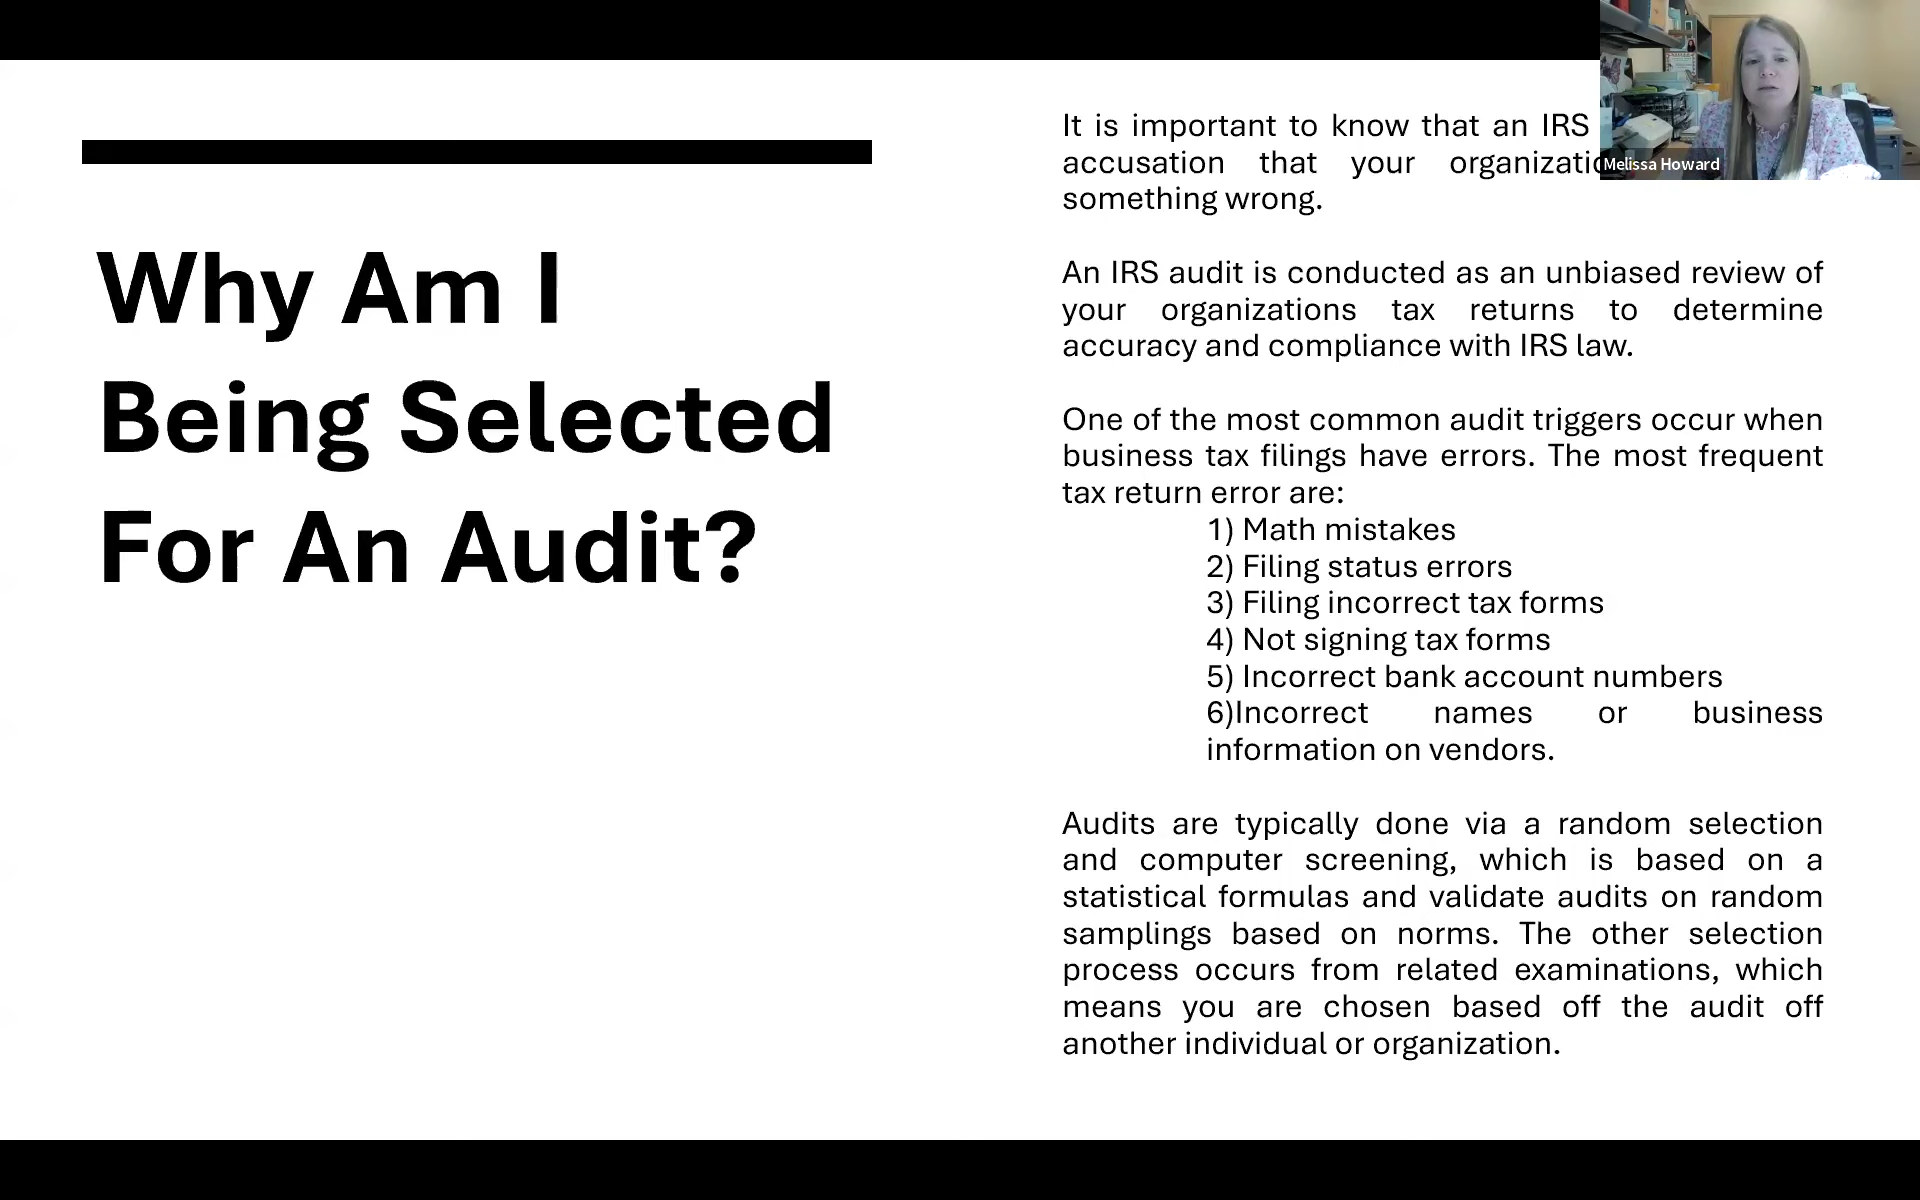 Why Am I
Being Selected
For An Audit?
It is important to know that an IRS
accusation that your
something wrong.
An IRS audit is conducted as an unbiased review of
your organizations tax returns to determine
accuracy and compliance with IRS law.
One of the most common audit triggers occur when
business tax filings have errors. The most frequent
tax return error are:
1) Math mistakes
2) Filing status errors
3) Filing incorrect tax forms
4) Not signing tax forms
5) Incorrect bank account numbers
6)Incorrect names or business
information on vendors.
Audits are typically done via a random selection
and computer screening, which is based on a
statistical formulas and validate audits on random
samplings based on norms. The other selection
process occurs from related examinations, which
means you are chosen based off the audit off
another individual or organization.
Melissa Howard